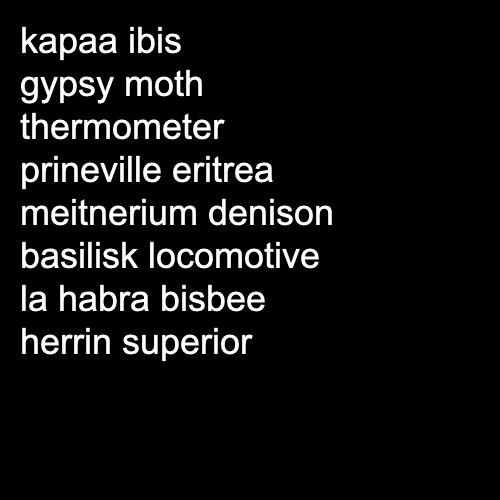 kapaa ibis
gypsy moth
thermometer
prineville eritrea
meitnerium denison
basilisk locomotive
la habra bisbee
herrin superior